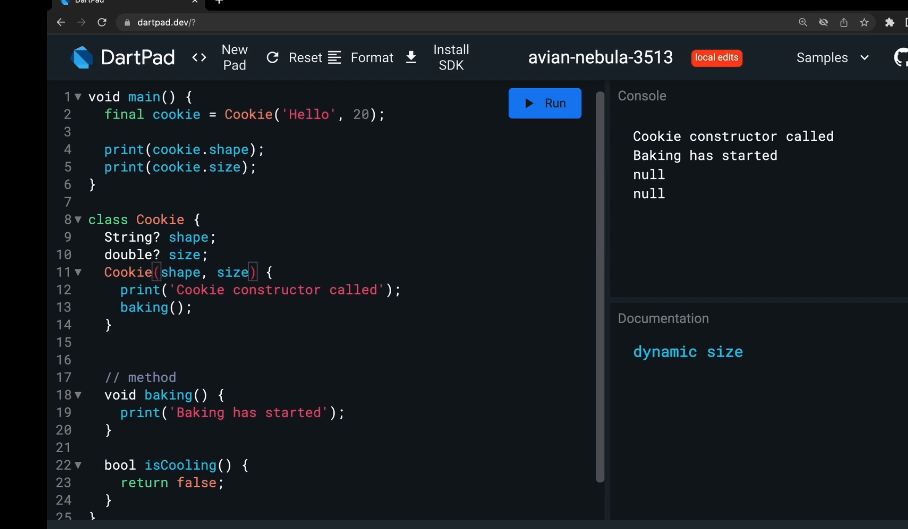 DartPad
dartpad.dev/?
DartPad
<> New Pad
Reset
Format
Install SDK
avian-nebula-3513
local edits
Samples
Run
1 void main() {
2 final cookie = Cookie('Hello', 20);
3
4 print(cookie.shape);
5 print(cookie.size);
6 }
7
8 class Cookie {
9 String? shape;
10 double? size;
11 Cookie(shape, size) {
12 print('Cookie constructor called');
13 baking();
14 }
15
16
17 // method
18 void baking() {
19 print('Baking has started');
20 }
21
22 bool isCooling() {
23 return false;
24 }
25 }
Console
Cookie constructor called
Baking has started
null
null
Documentation
dynamic size